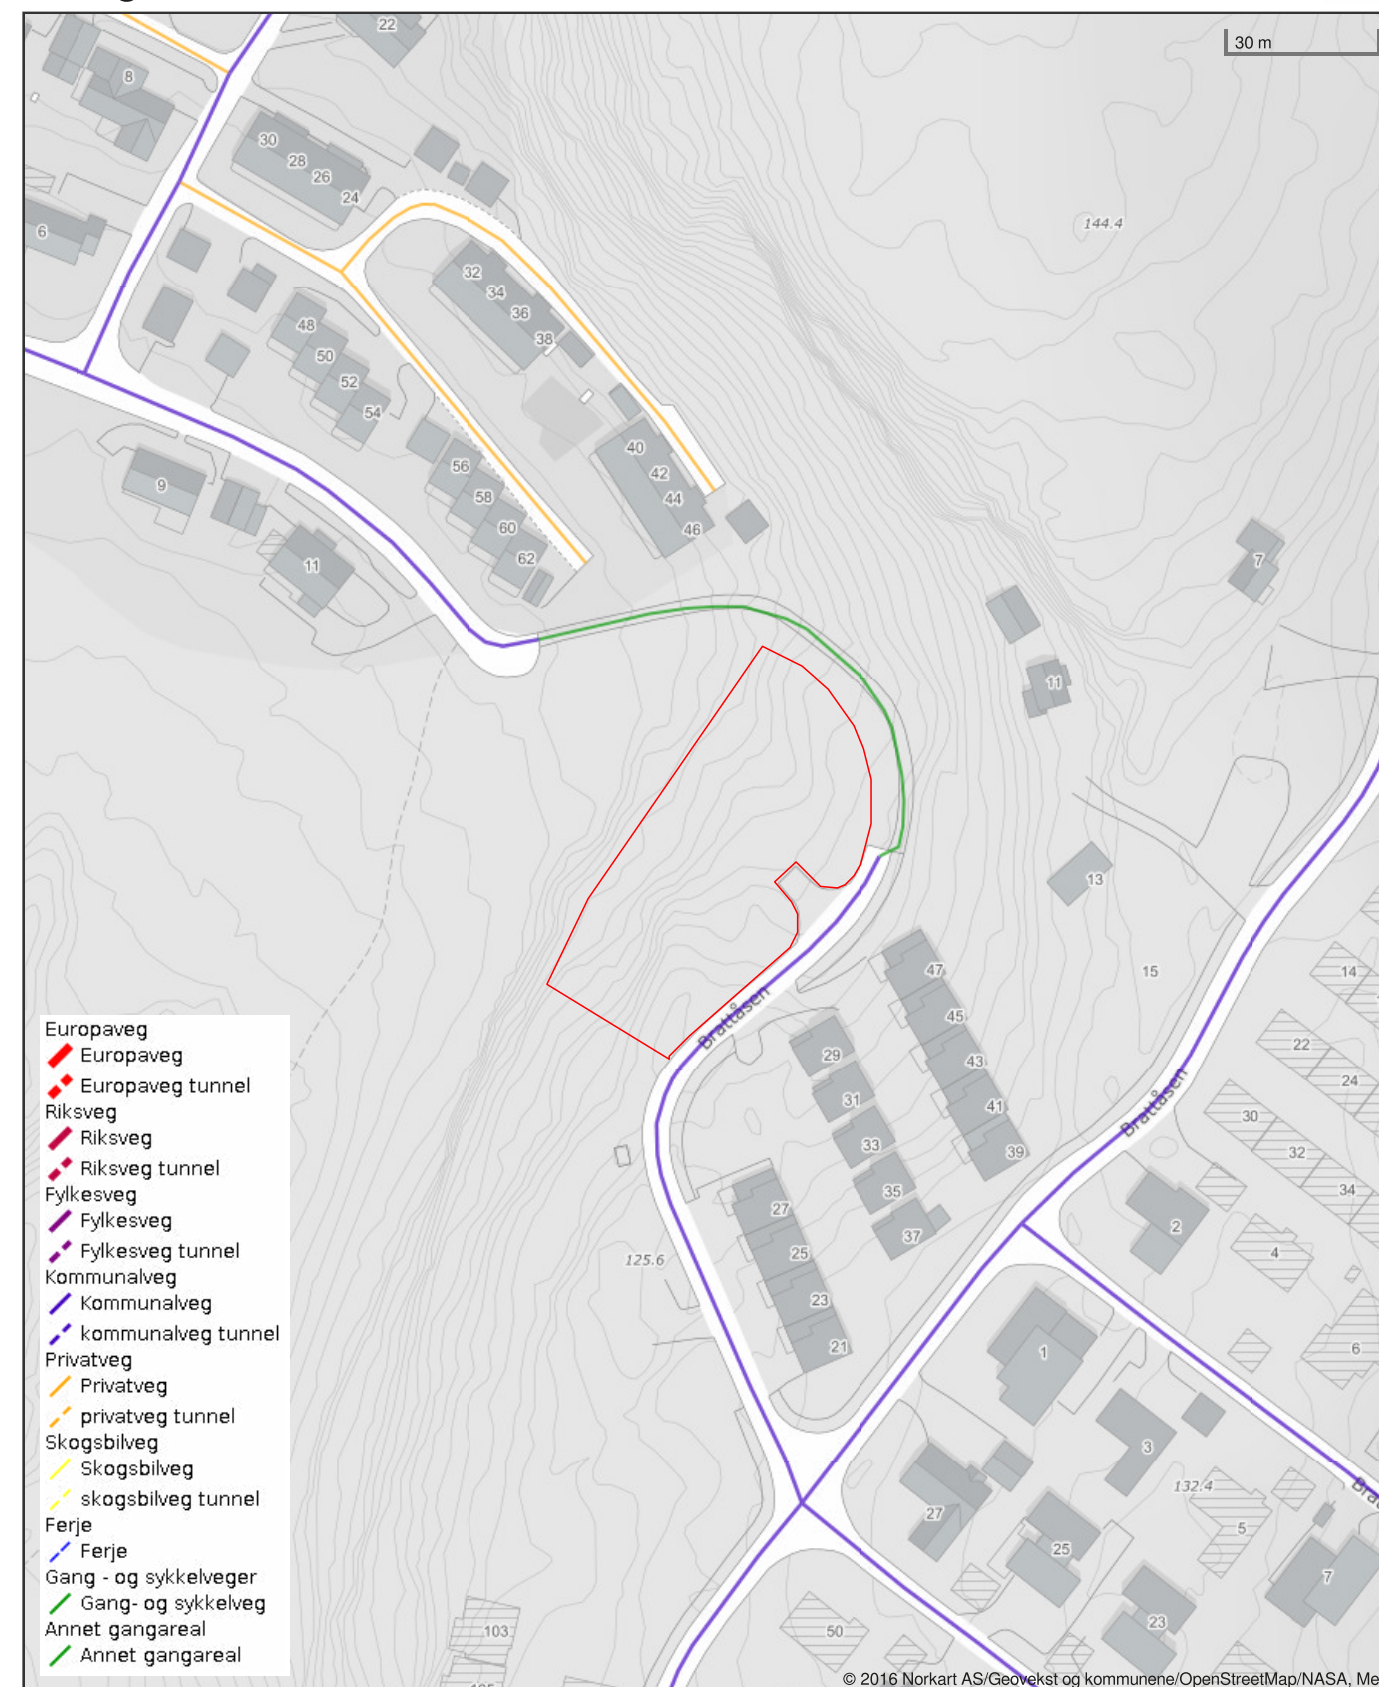 22
30 m
8
30
28
26
24
6
144.4
32
34
36
38
48
50
52
54
40
42
44
46
9
56
58
60
62
11
7
11
13
15
14
47
45
43
41
39
Brattåsen
29
31
33
35
37
22
24
30
32
34
Brattåsen
2
4
6
27
25
23
21
125.6
1
3
132.4
5
7
27
25
23
50
103
Europaveg
Europaveg
Europaveg tunnel
Riksveg
Riksveg
Riksveg tunnel
Fylkesveg
Fylkesveg
Fylkesveg tunnel
Kommunalveg
Kommunalveg
kommunalveg tunnel
Privatveg
Privatveg
privatveg tunnel
Skogsbilveg
Skogsbilveg
skogsbilveg tunnel
Ferje
Ferje
Gang - og sykkelveger
Gang- og sykkelveg
Annet gangareal
Annet gangareal
© 2016 Norkart AS/Geovekst og kommunene/OpenStreetMap/NASA, Me